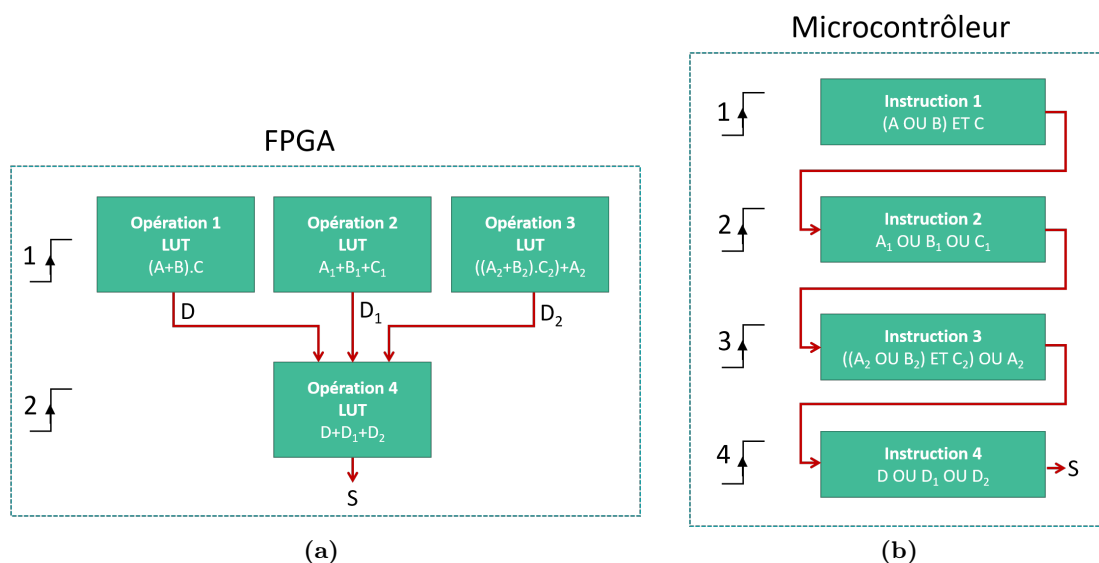 FPGA
1
Opération 1
LUT
(A+B).C
Opération 2
LUT
A₁+B₁+C₁
Opération 3
LUT
((A₂+B₂).C₂)+A₂
D
D₁
D₂
2
Opération 4
LUT
D+D₁+D₂
S
(a)
Microcontrôleur
1
Instruction 1
(A OU B) ET C
2
Instruction 2
A₁ OU B₁ OU C₁
3
Instruction 3
((A₂ OU B₂) ET C₂) OU A₂
4
Instruction 4
D OU D₁ OU D₂
S
(b)